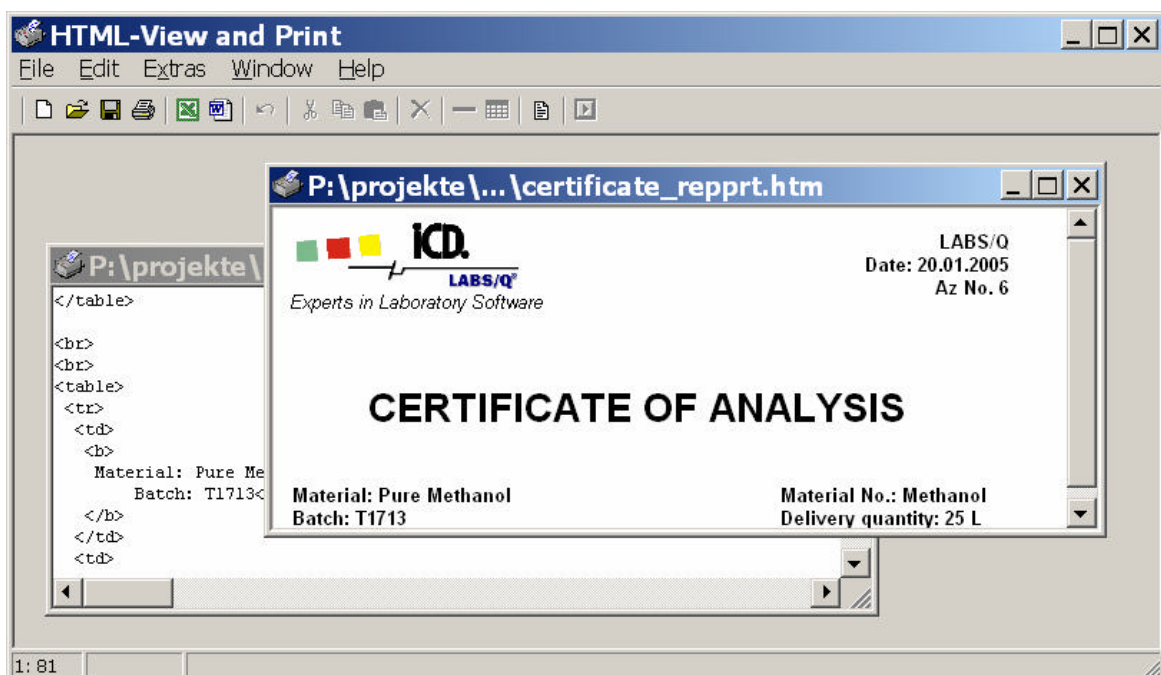 HTML-View and Print
File Edit Extras Window Help
P:\projekte\...\certificate_repprt.htm
iCD.
LABS/Q®
Experts in Laboratory Software
LABS/Q
Date: 20.01.2005
Az No. 6
CERTIFICATE OF ANALYSIS
Material: Pure Methanol
Material No.: Methanol
Batch: T1713
Delivery quantity: 25 L
P:\projekte\
</table>
<br>
<br>
<table>
<tr>
<td>
<b>
Material: Pure Me
Batch: T1713<
</b>
</td>
<td>
1: 81